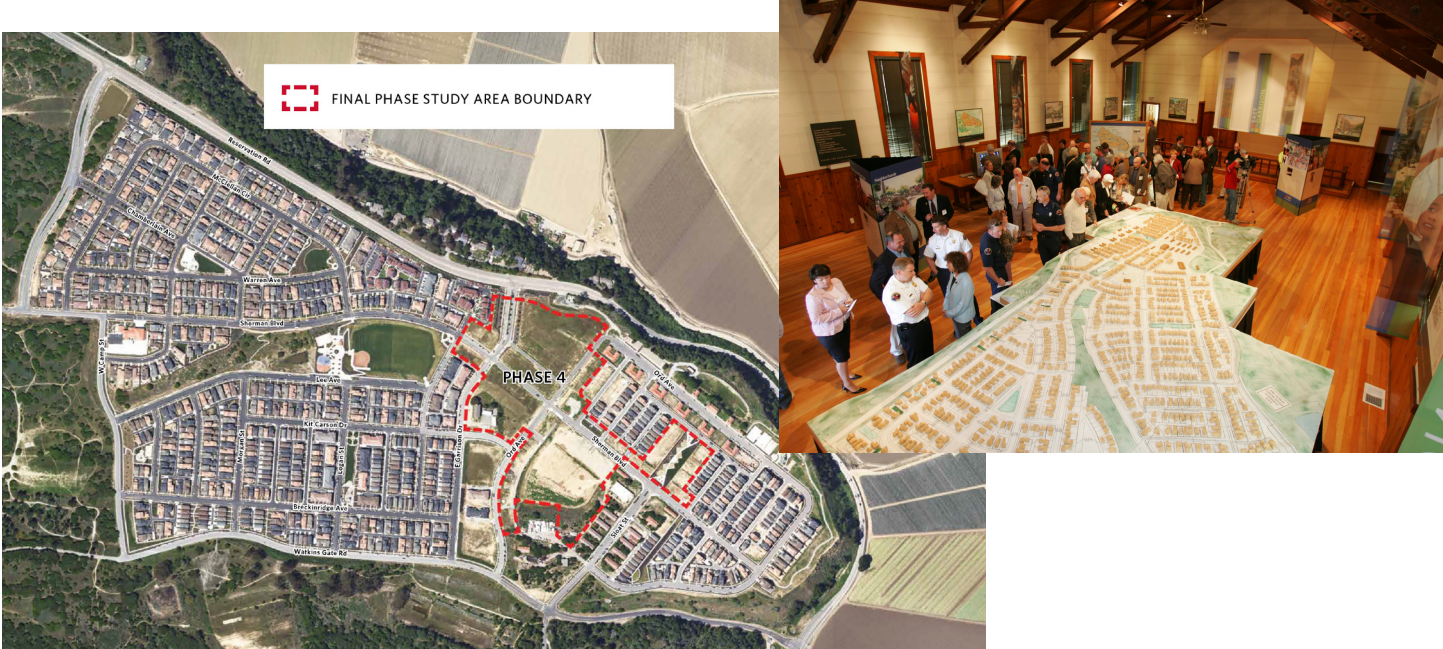 FINAL PHASE STUDY AREA BOUNDARY
Reservation Rd
McClellan Cir
Chamberlain Ave
Warren Ave
Sherman Blvd
W Camp St
PHASE 4
Ord Ave
Lee Ave
Kit Carson Dr
E Garrison Dr
Ord Ave
Sherman Blvd
Morgan St
Logan St
Breckinridge Ave
Sloat St
Watkins Gate Rd